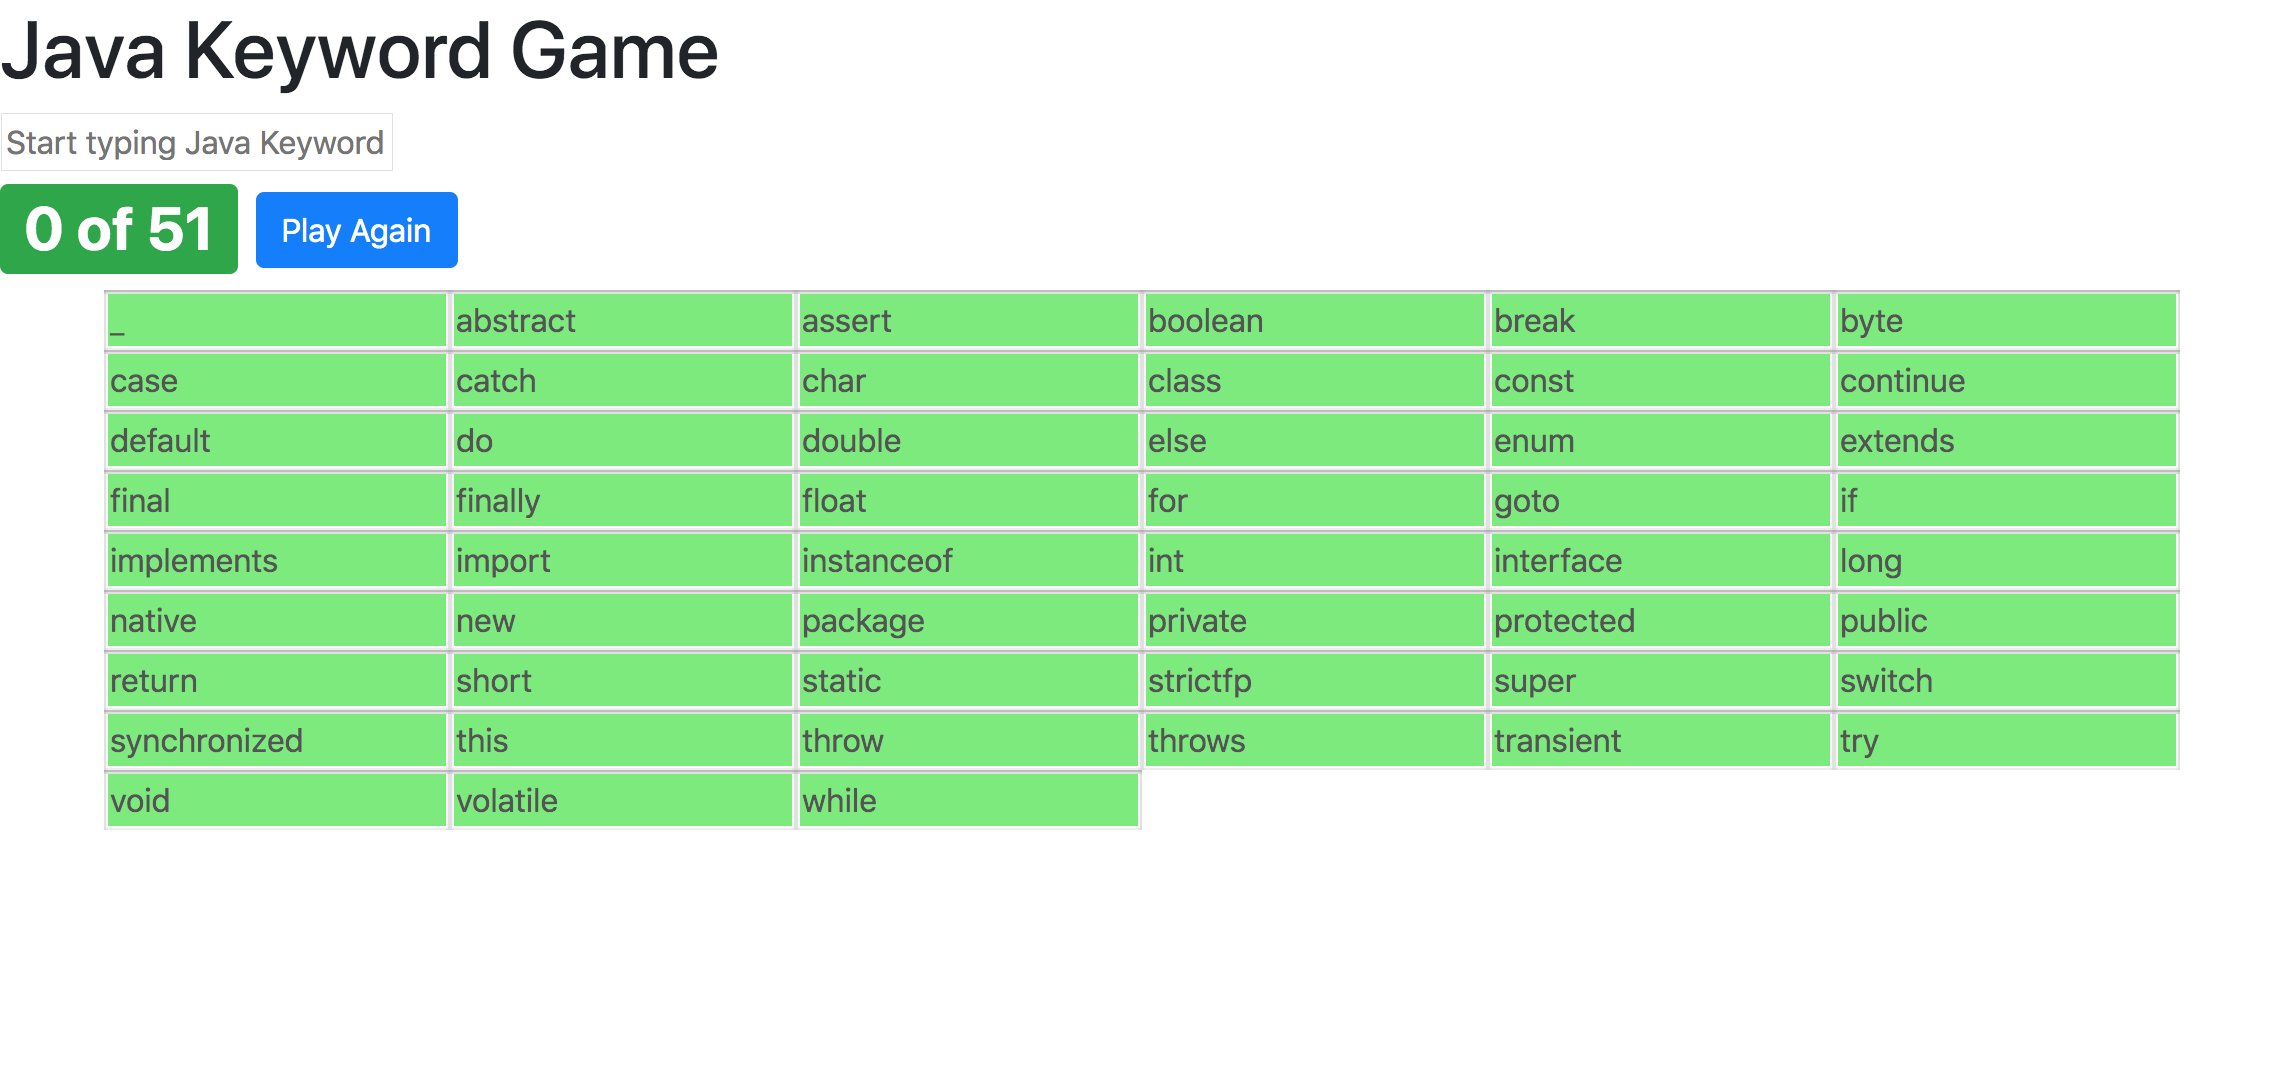 Java Keyword Game
Start typing Java Keyword
0 of 51 Play Again
_ abstract assert boolean break byte
case catch char class const continue
default do double else enum extends
final finally float for goto if
implements import instanceof int interface long
native new package private protected public
return short static strictfp super switch
synchronized this throw throws transient try
void volatile while